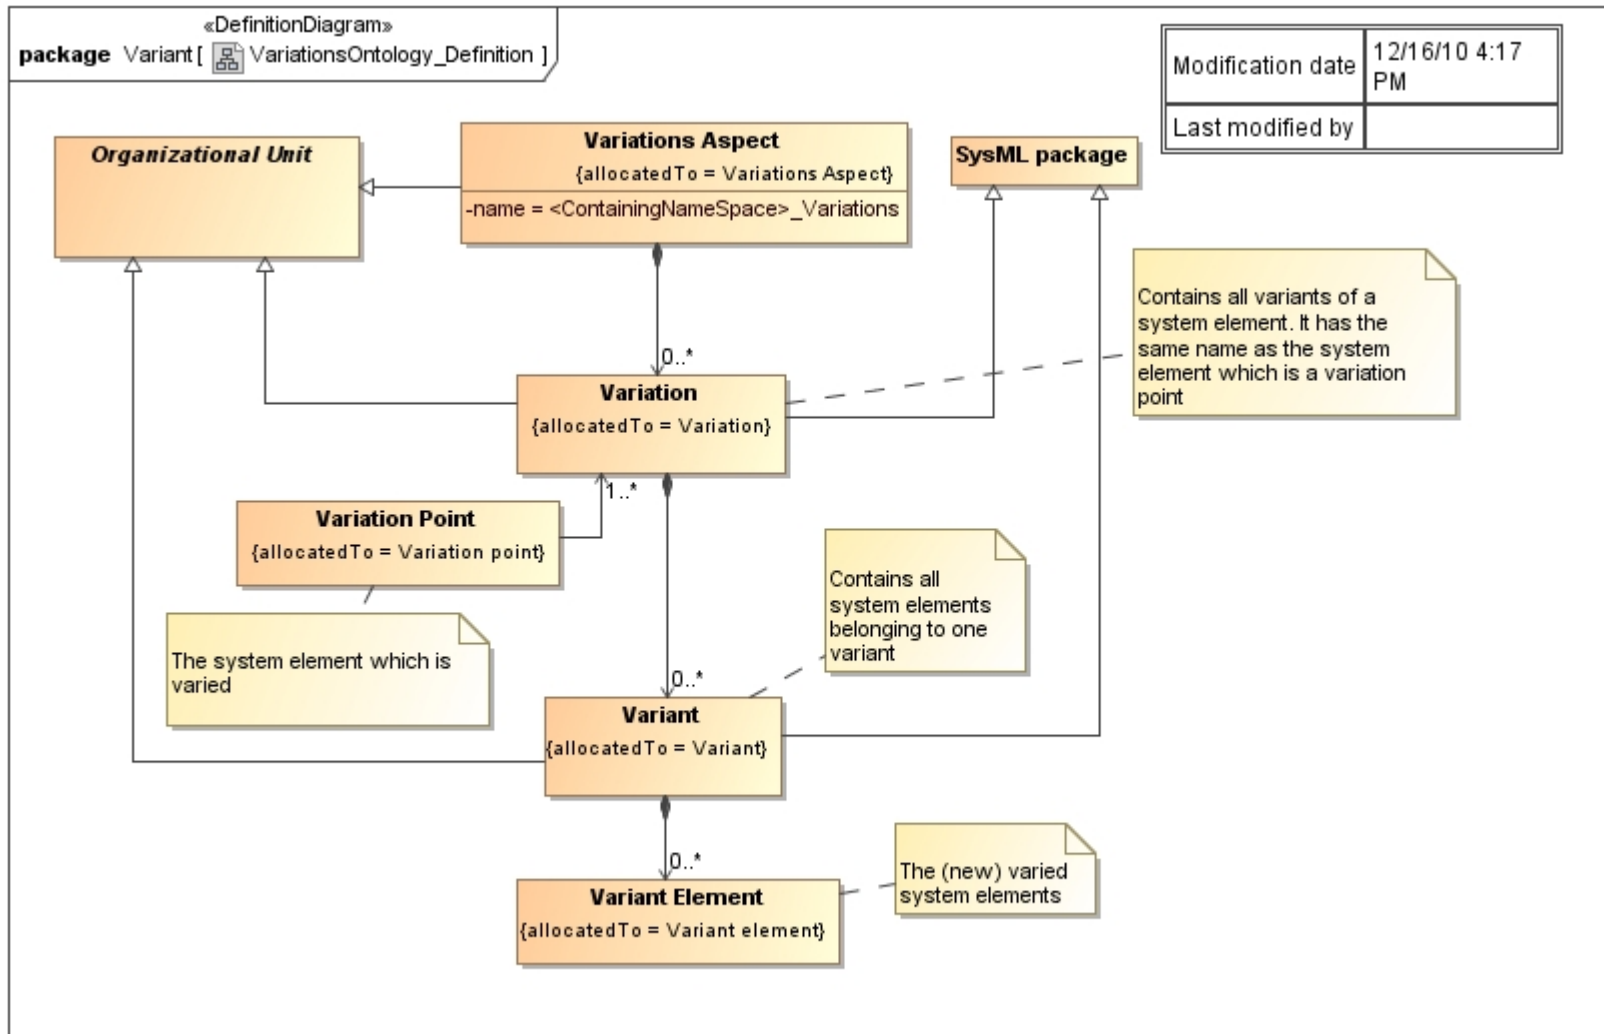 «DefinitionDiagram»
package Variant [ VariationsOntology_Definition ]
Modification date
12/16/10 4:17
PM
Last modified by
Organizational Unit
Variations Aspect
{allocatedTo = Variations Aspect}
-name = <ContainingNameSpace>_Variations
SysML package
Contains all variants of a
system element. It has the
same name as the system
element which is a variation
point
0..*
Variation
{allocatedTo = Variation}
1..*
Variation Point
{allocatedTo = Variation point}
The system element which is
varied
Contains all
system elements
belonging to one
variant
0..*
Variant
{allocatedTo = Variant}
0..*
Variant Element
{allocatedTo = Variant element}
The (new) varied
system elements